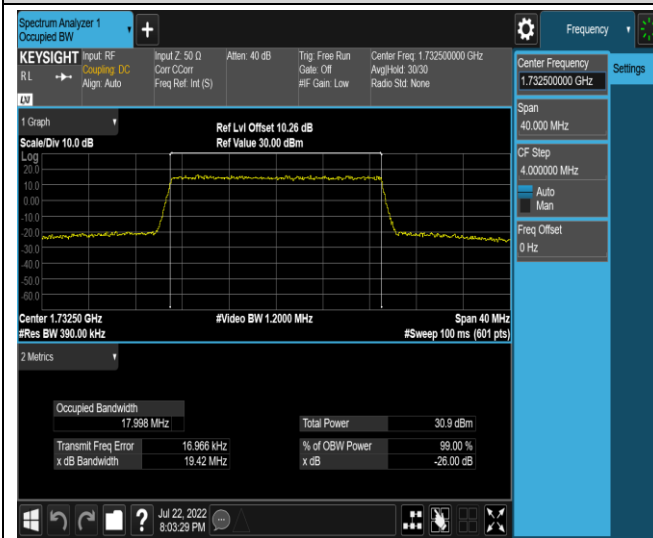 Spectrum Analyzer 1
Occupied BW
+
Frequency
KEYSIGHT
RL
LXI
Input: RF
Coupling: DC
Align: Auto
Input Z: 50 Ω
Corr CCorr
Freq Ref: Int (S)
Atten: 40 dB
Trig: Free Run
Gate: Off
#IF Gain: Low
Center Freq: 1.732500000 GHz
Avg|Hold: 30/30
Radio Std: None
Center Frequency
1.732500000 GHz
Settings
Span
40.000 MHz
CF Step
4.000000 MHz
Auto
Man
Freq Offset
0 Hz
1 Graph
Scale/Div 10.0 dB
Ref Lvl Offset 10.26 dB
Ref Value 30.00 dBm
Log
20.0
10.0
0.00
-10.0
-20.0
-30.0
-40.0
-50.0
-60.0
Center 1.73250 GHz
#Res BW 390.00 kHz
#Video BW 1.2000 MHz
Span 40 MHz
#Sweep 100 ms (601 pts)
2 Metrics
Occupied Bandwidth
17.998 MHz
Total Power 30.9 dBm
Transmit Freq Error 16.966 kHz
% of OBW Power 99.00 %
x dB Bandwidth 19.42 MHz
x dB -26.00 dB
?
Jul 22, 2022
8:03:29 PM